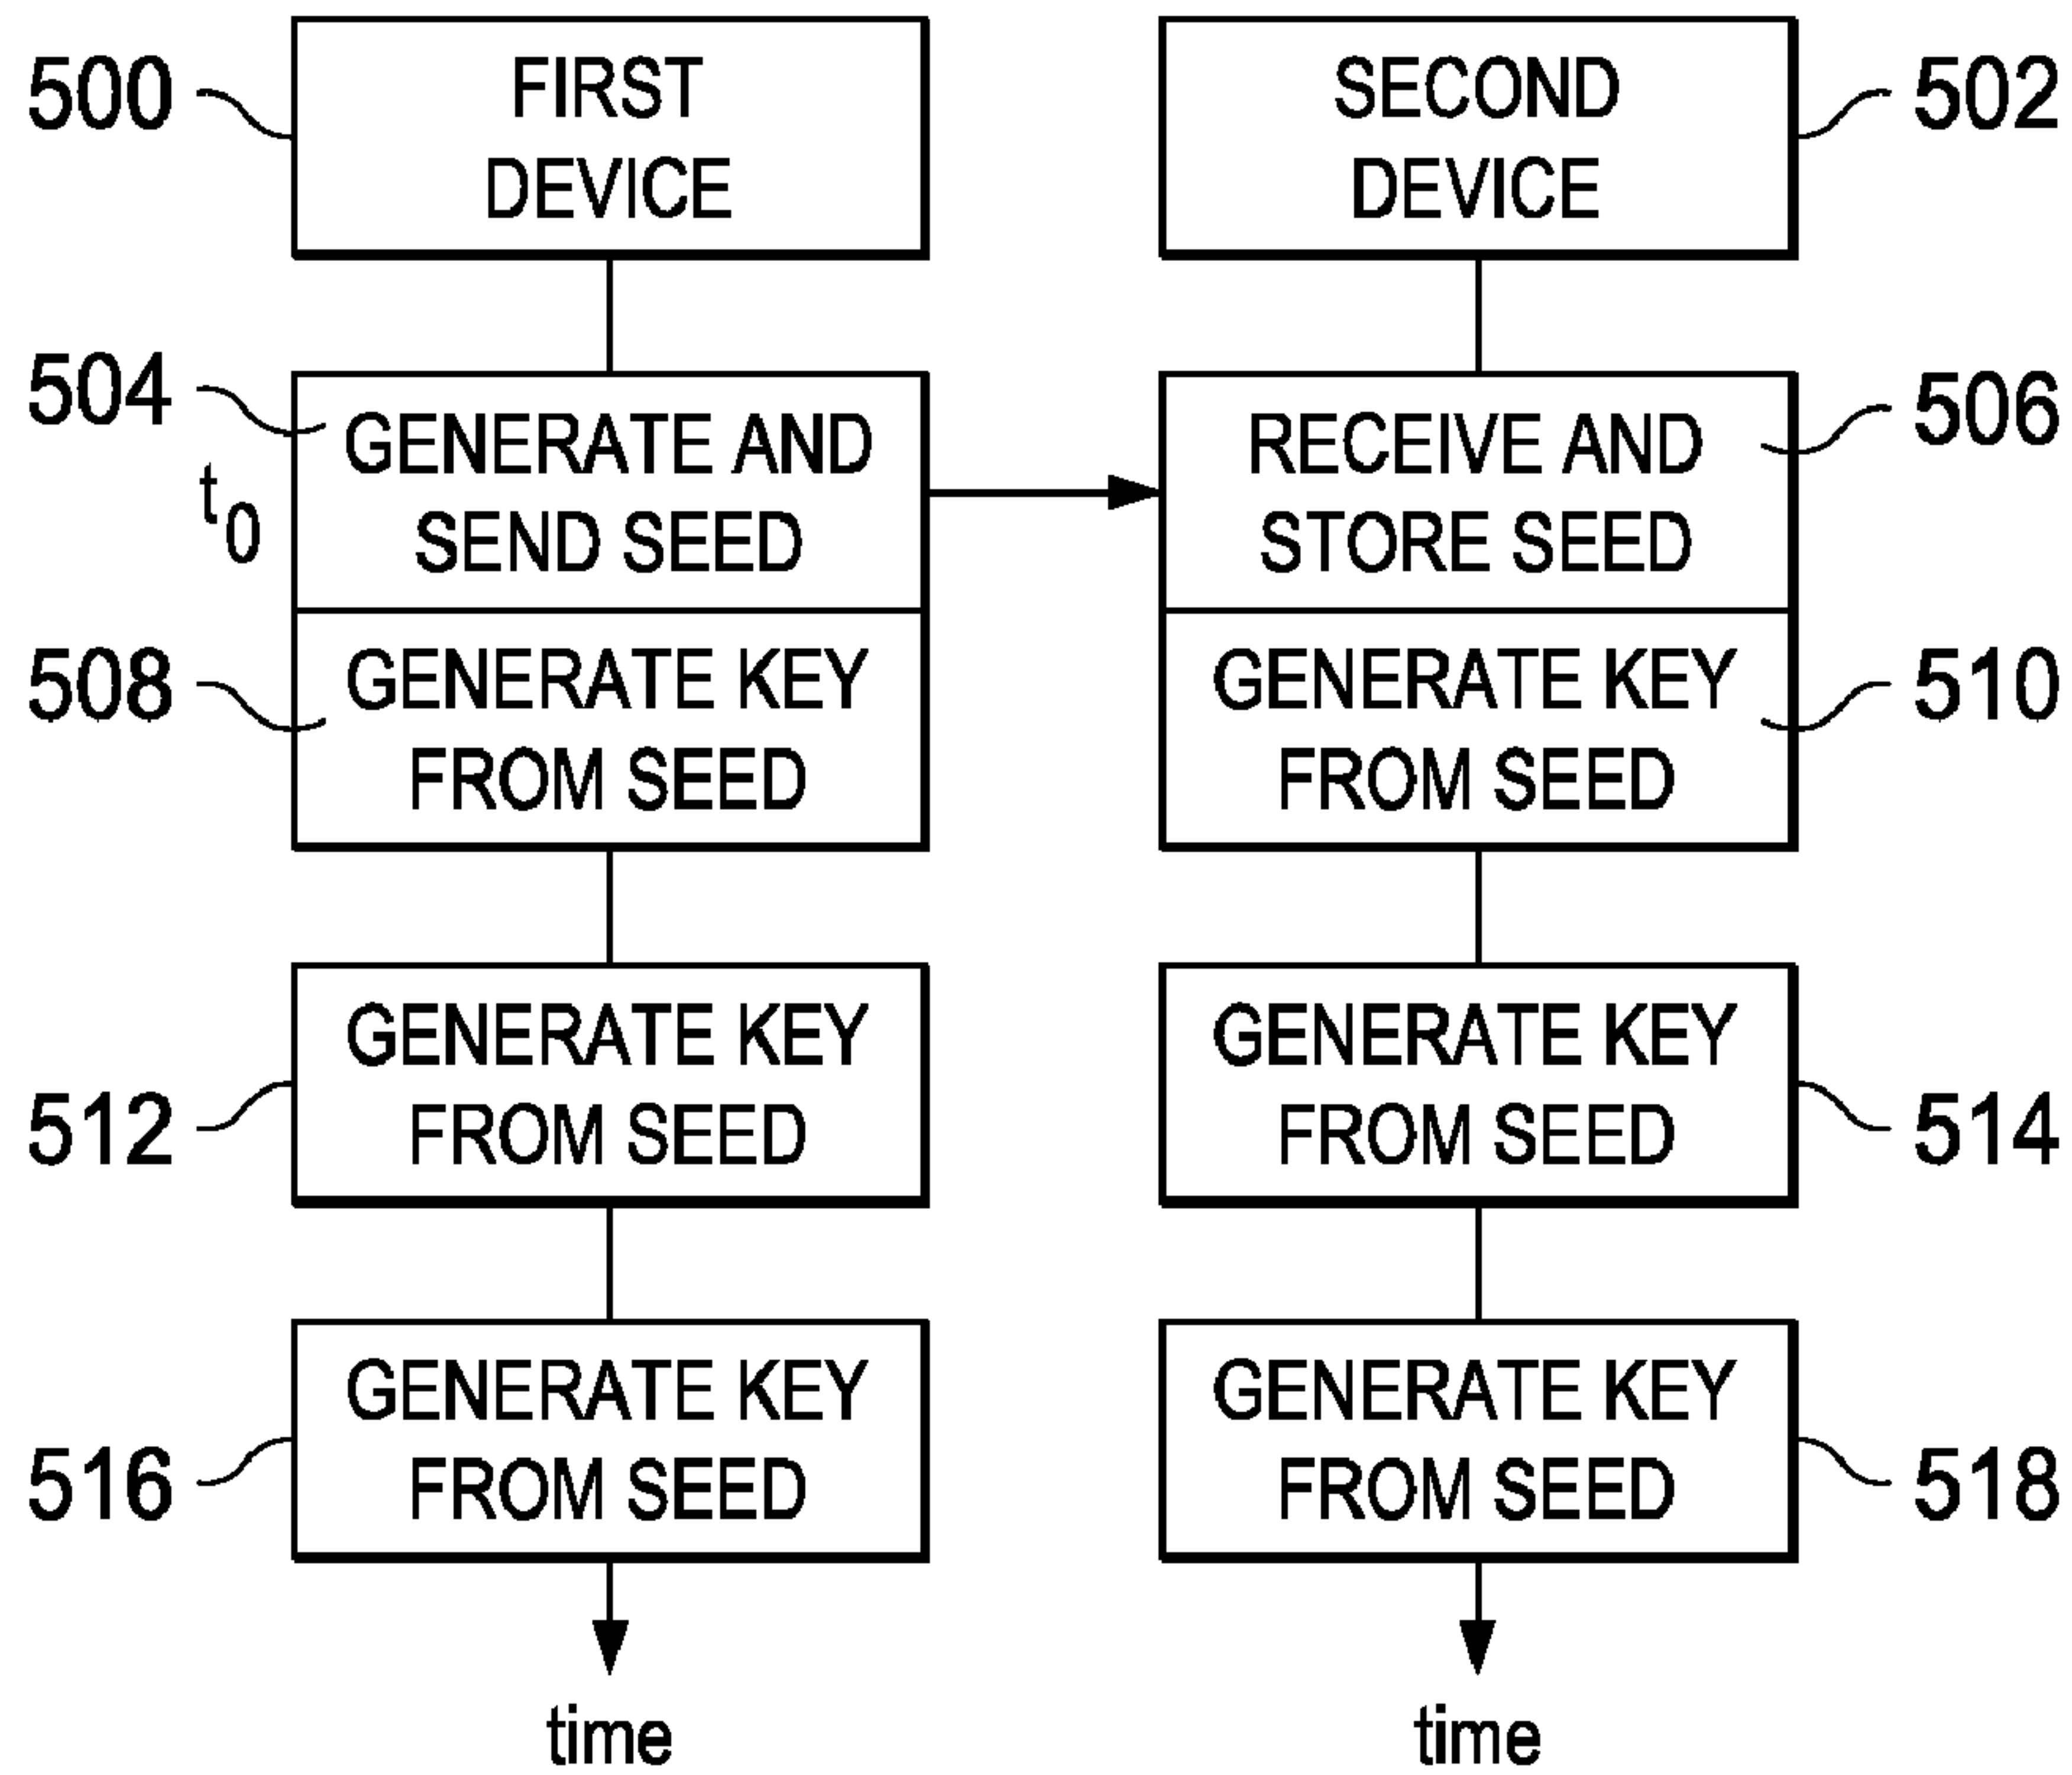 500
FIRST
DEVICE
SECOND
DEVICE
502
504
t0
GENERATE AND
SEND SEED
RECEIVE AND
STORE SEED
506
508
GENERATE KEY
FROM SEED
GENERATE KEY
FROM SEED
510
512
GENERATE KEY
FROM SEED
GENERATE KEY
FROM SEED
514
516
GENERATE KEY
FROM SEED
GENERATE KEY
FROM SEED
518
time
time